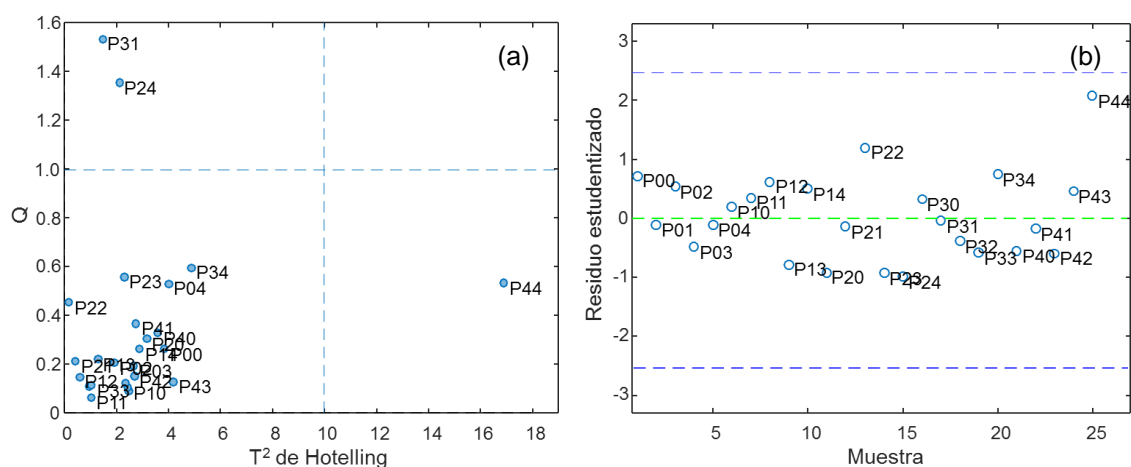 (a)
1.6
1.4
1.2
1.0
0.8
0.6
0.4
0.2
0
Q
P31
P24
P34
P23
P04
P44
P22
P41
P40
P20
P14
P00
P13
P21
P02
P03
P12
P42
P43
P33
P10
P11
0 2 4 6 8 10 12 14 16 18
T² de Hotelling
(b)
3
2
1
0
-1
-2
-3
Residuo estudentizado
P44
P22
P34
P00
P02
P12
P14
P43
P11
P30
P10
P01
P04
P21
P31
P41
P03
P32
P33
P40
P42
P13
P20
P23
P24
5 10 15 20 25
Muestra